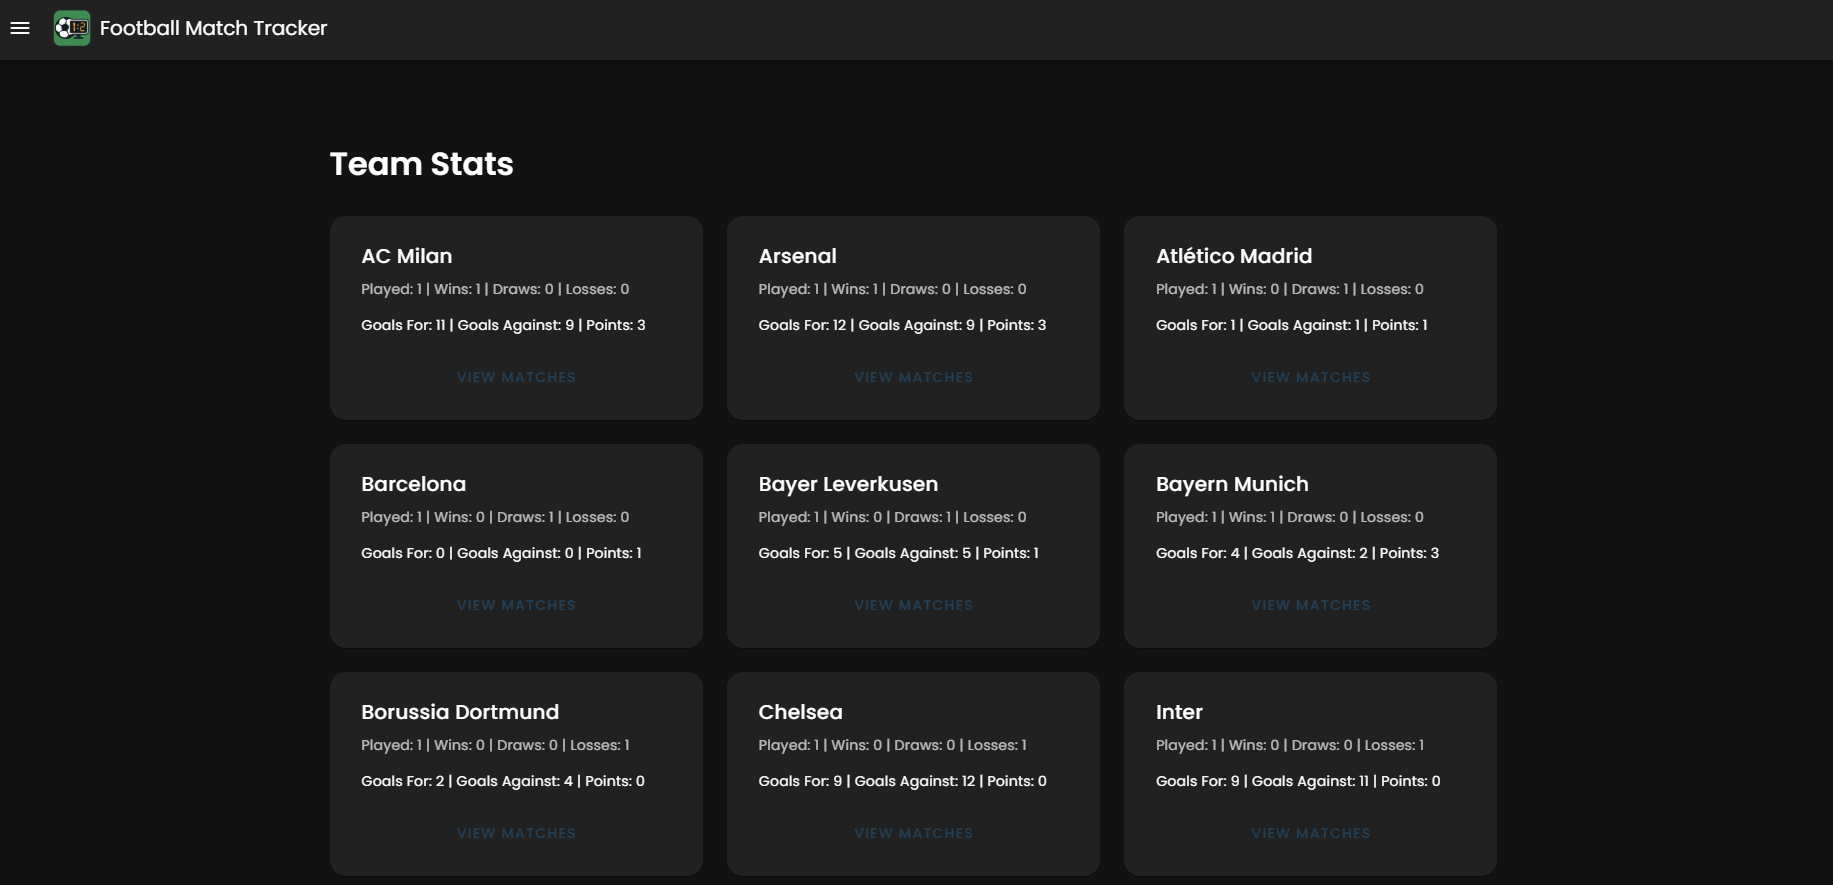 1:2 Football Match Tracker
Team Stats
AC Milan
Played: 1 | Wins: 1 | Draws: 0 | Losses: 0
Goals For: 11 | Goals Against: 9 | Points: 3
VIEW MATCHES
Arsenal
Played: 1 | Wins: 1 | Draws: 0 | Losses: 0
Goals For: 12 | Goals Against: 9 | Points: 3
VIEW MATCHES
Atlético Madrid
Played: 1 | Wins: 0 | Draws: 1 | Losses: 0
Goals For: 1 | Goals Against: 1 | Points: 1
VIEW MATCHES
Barcelona
Played: 1 | Wins: 0 | Draws: 1 | Losses: 0
Goals For: 0 | Goals Against: 0 | Points: 1
VIEW MATCHES
Bayer Leverkusen
Played: 1 | Wins: 0 | Draws: 1 | Losses: 0
Goals For: 5 | Goals Against: 5 | Points: 1
VIEW MATCHES
Bayern Munich
Played: 1 | Wins: 1 | Draws: 0 | Losses: 0
Goals For: 4 | Goals Against: 2 | Points: 3
VIEW MATCHES
Borussia Dortmund
Played: 1 | Wins: 0 | Draws: 0 | Losses: 1
Goals For: 2 | Goals Against: 4 | Points: 0
VIEW MATCHES
Chelsea
Played: 1 | Wins: 0 | Draws: 0 | Losses: 1
Goals For: 9 | Goals Against: 12 | Points: 0
VIEW MATCHES
Inter
Played: 1 | Wins: 0 | Draws: 0 | Losses: 1
Goals For: 9 | Goals Against: 11 | Points: 0
VIEW MATCHES